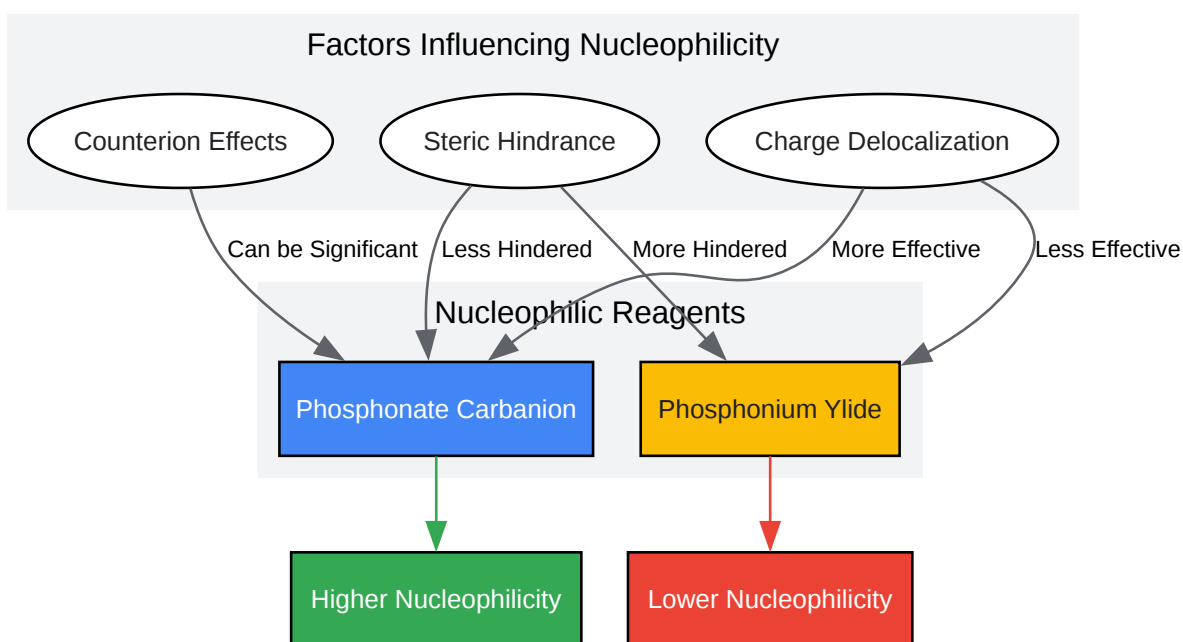 Factors Influencing Nucleophilicity
Counterion Effects
Steric Hindrance
Charge Delocalization
Can be Significant
Less Hindered
More Hindered
More Effective
Less Effective
Nucleophilic Reagents
Phosphonate Carbanion
Phosphonium Ylide
Higher Nucleophilicity
Lower Nucleophilicity